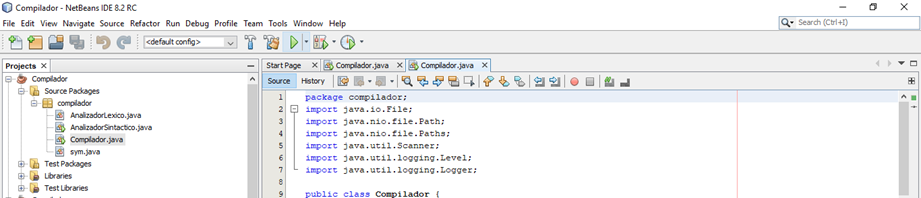 Compilador - NetBeans IDE 8.2 RC
File Edit View Navigate Source Refactor Run Debug Profile Team Tools Window Help
Search (Ctrl+I)
<default config>
Projects
Compilador
Source Packages
compilador
AnalizadorLexico.java
AnalizadorSintactico.java
Compilador.java
sym.java
Test Packages
Libraries
Test Libraries
Start Page Compilador.java Compilador.java
Source History
1 package compilador;
2 import java.io.File;
3 import java.nio.file.Path;
4 import java.nio.file.Paths;
5 import java.util.Scanner;
6 import java.util.logging.Level;
7 import java.util.logging.Logger;
8
9 public class Compilador {